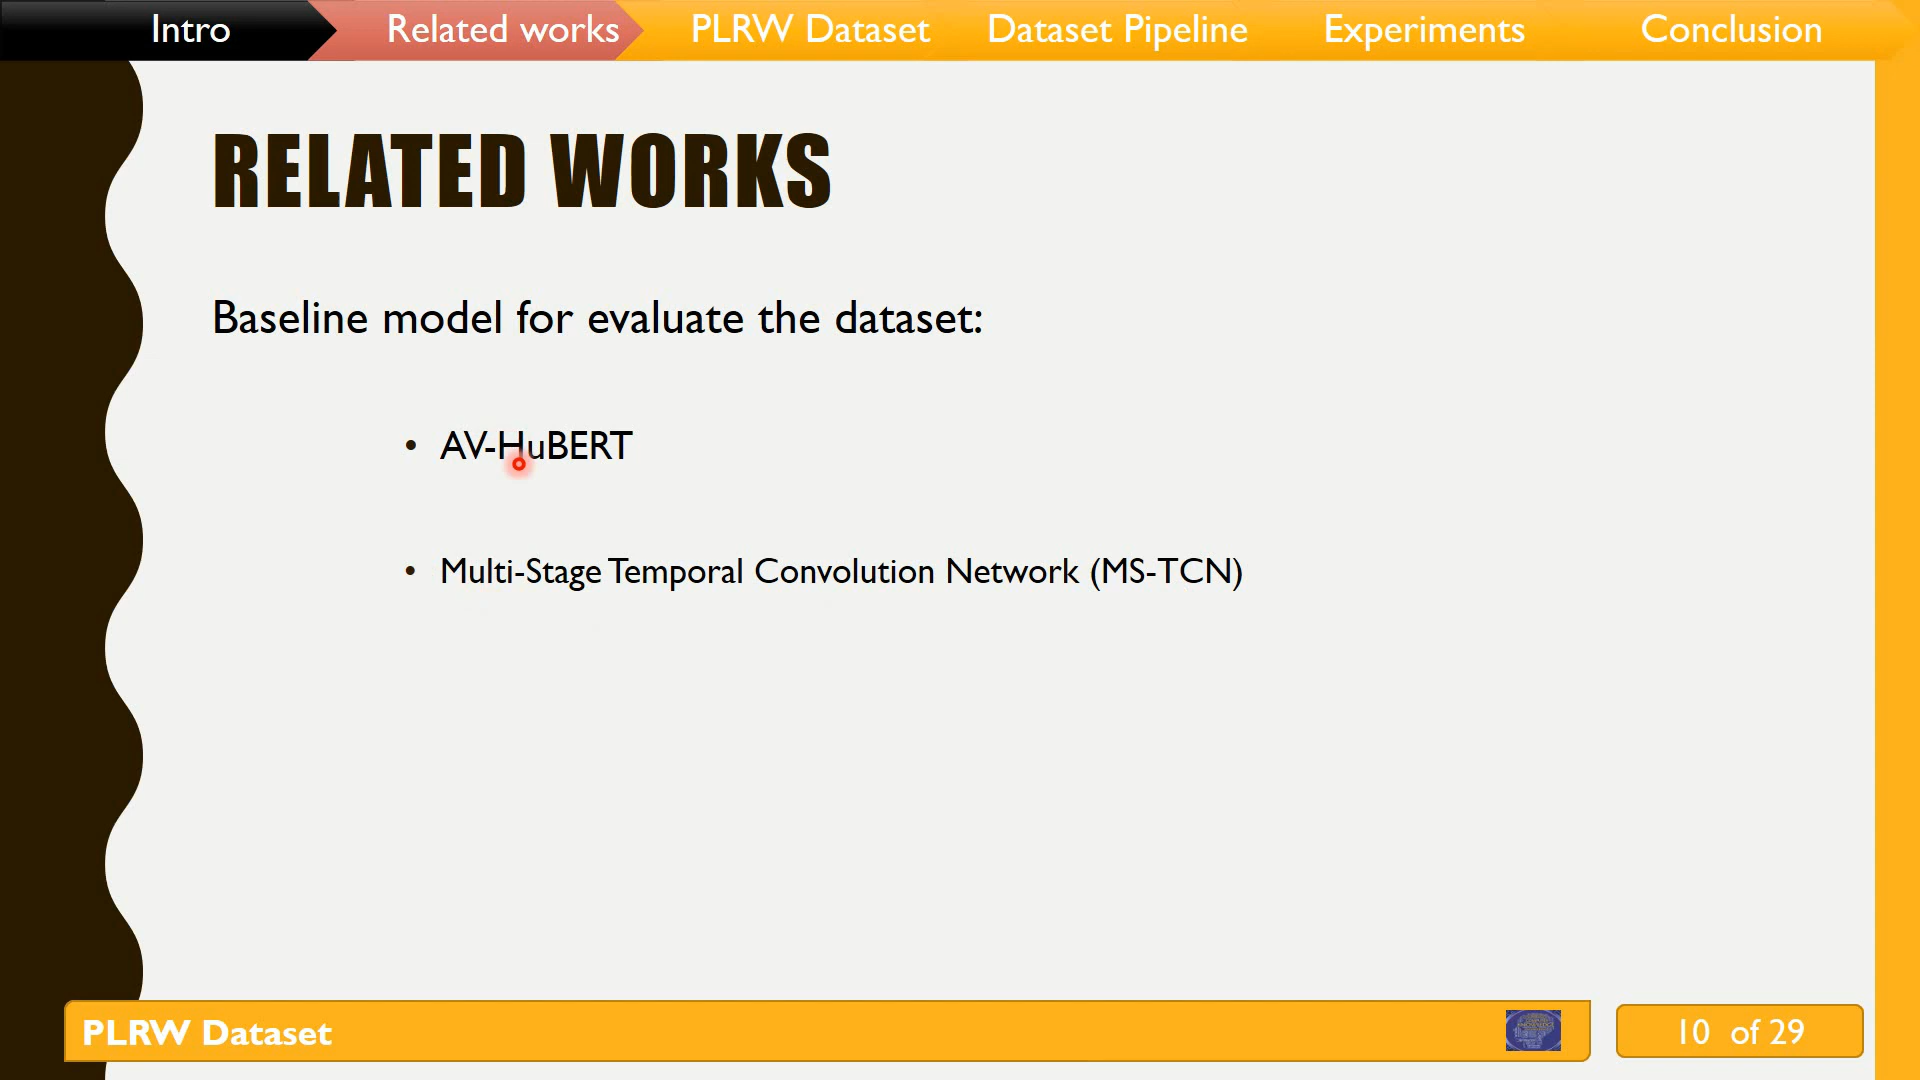 Intro Related works PLRW Dataset Dataset Pipeline Experiments Conclusion
RELATED WORKS
Baseline model for evaluate the dataset:
• AV-HuBERT
• Multi-Stage Temporal Convolution Network (MS-TCN)
PLRW Dataset
10 of 29